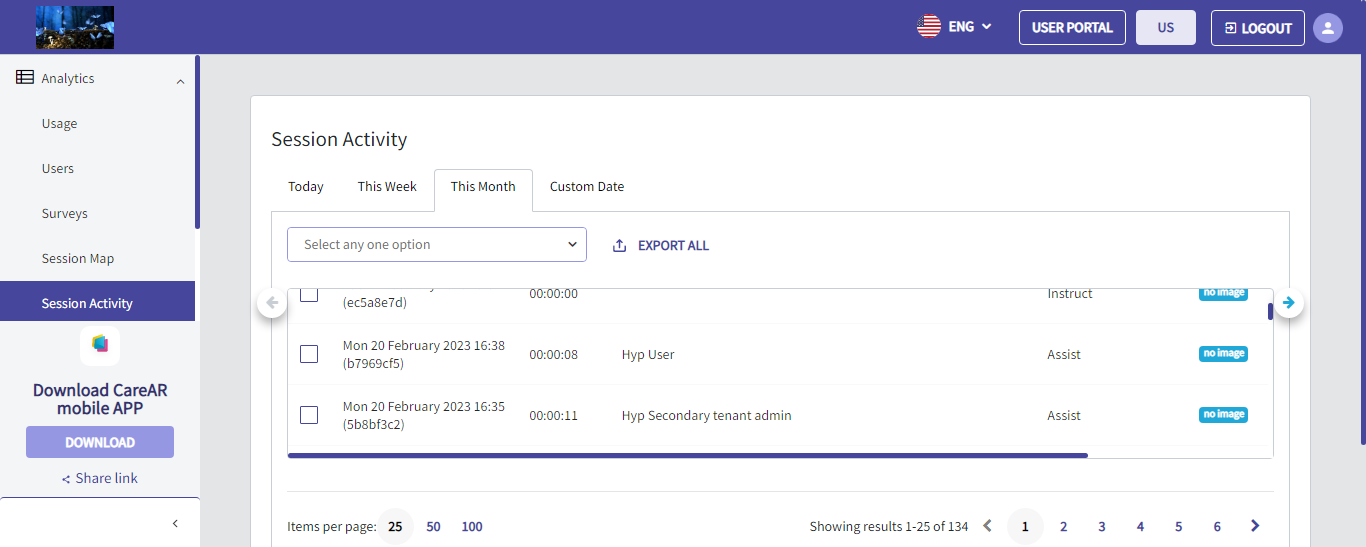 ENG
USER PORTAL
US
LOGOUT
Analytics
Usage
Users
Surveys
Session Map
Session Activity
Download CareAR
mobile APP
DOWNLOAD
Share link
Session Activity
Today This Week This Month Custom Date
Select any one option
EXPORT ALL
(ec5a8e7d) 00:00:00 Instruct no image
Mon 20 February 2023 16:38
(b7969cf5)
00:00:08 Hyp User Assist no image
Mon 20 February 2023 16:35
(5b8bf3c2)
00:00:11 Hyp Secondary tenant admin Assist no image
Items per page: 25 50 100
Showing results 1-25 of 134 1 2 3 4 5 6